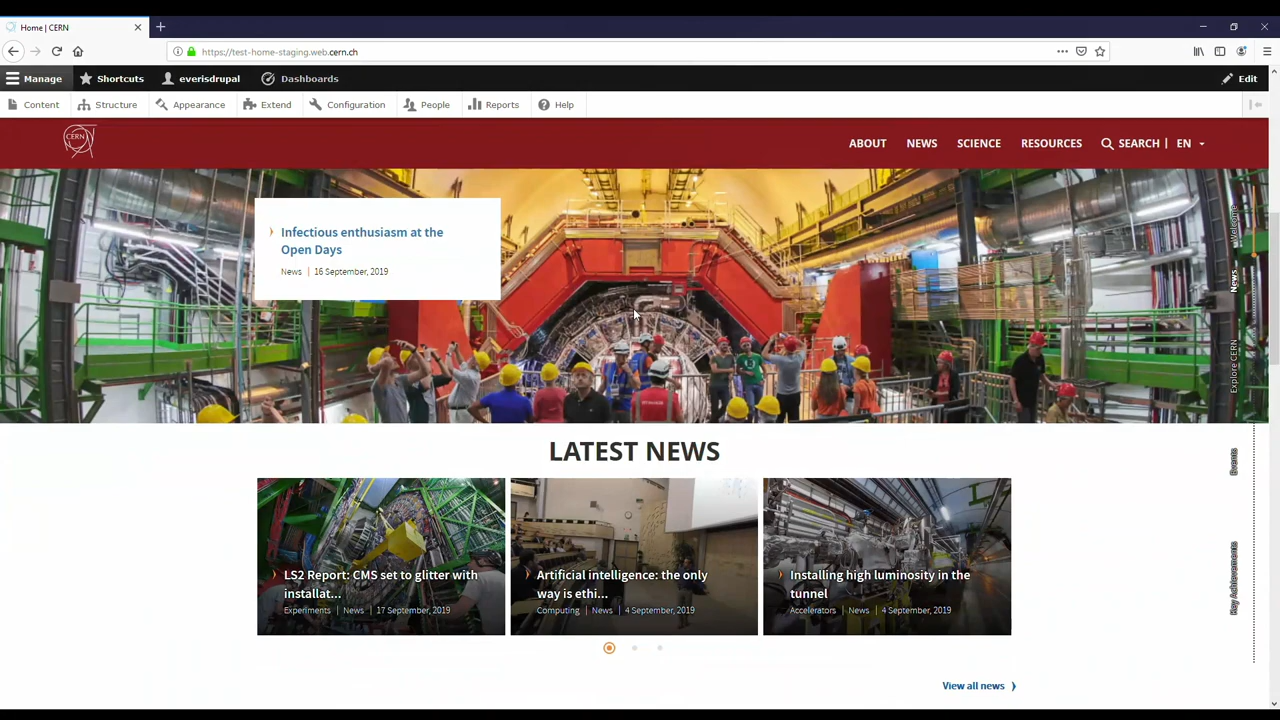 Home | CERN
https://test-home-staging.web.cern.ch
Manage Shortcuts everisdrupal Dashboards Edit
Content Structure Appearance Extend Configuration People Reports Help
CERN
ABOUT NEWS SCIENCE RESOURCES SEARCH | EN
Infectious enthusiasm at the
Open Days
News | 16 September, 2019
Welcome
News
Explore CERN
Events
Key Achievements
LATEST NEWS
LS2 Report: CMS set to glitter with
installat...
Experiments | News | 17 September, 2019
Artificial intelligence: the only
way is ethi...
Computing | News | 4 September, 2019
Installing high luminosity in the
tunnel
Accelerators | News | 4 September, 2019
View all news